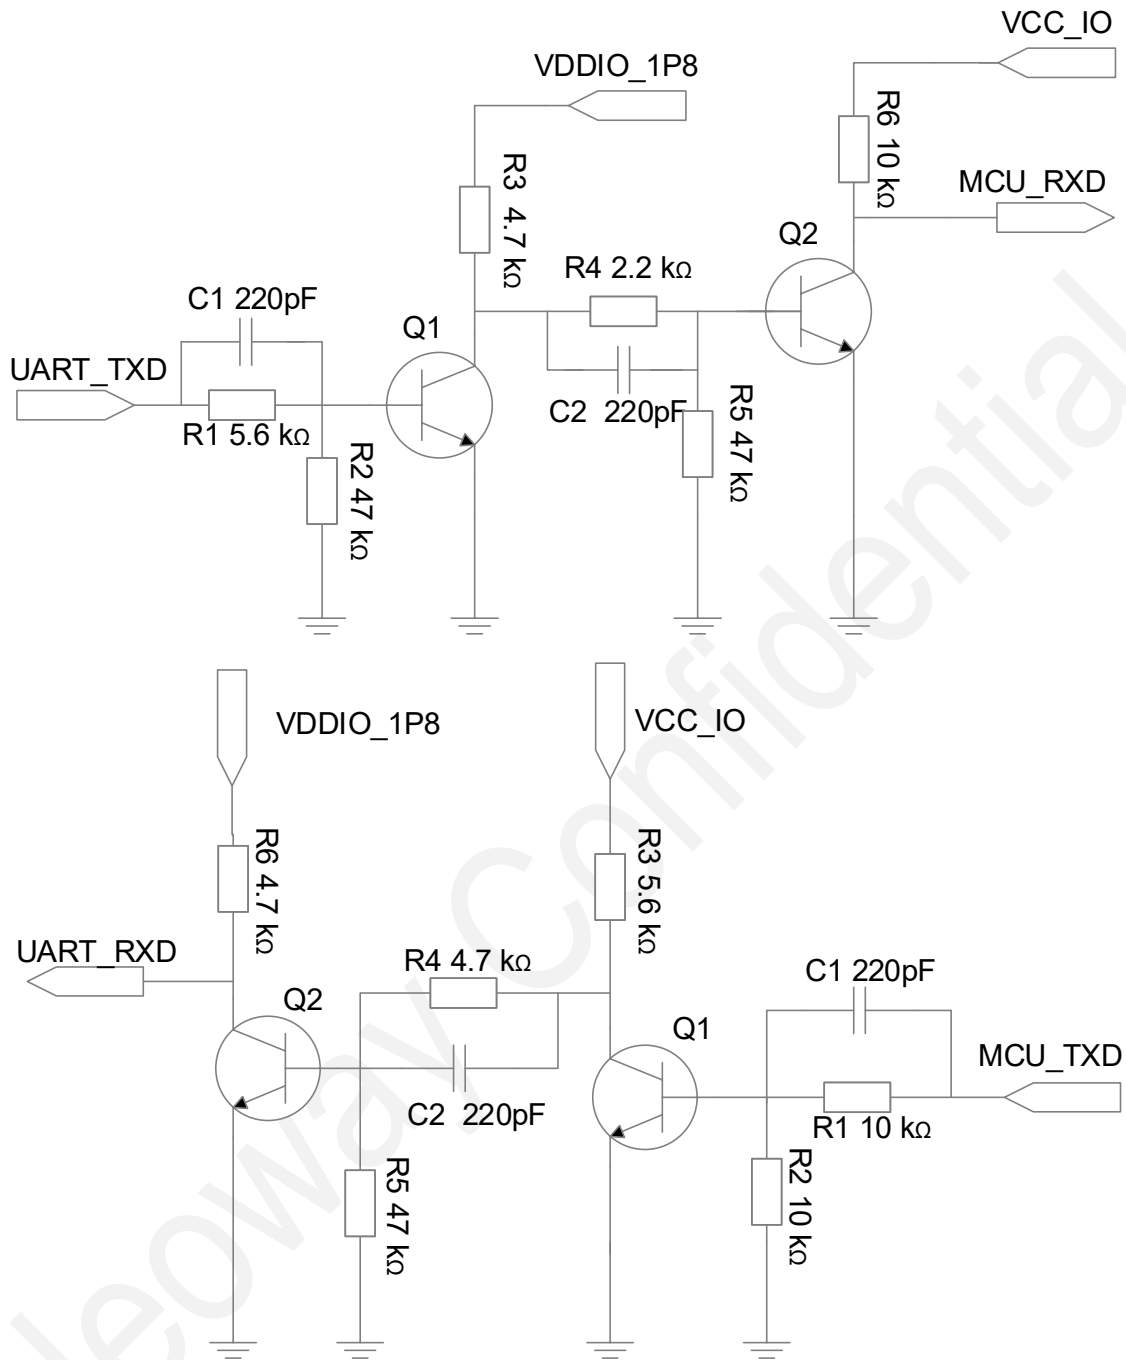 VCC_IO
VDDIO_1P8
R6 10 kΩ
R3 4.7 kΩ
MCU_RXD
Q2
R4 2.2 kΩ
C1 220pF
Q1
UART_TXD
C2 220pF
R1 5.6 kΩ
R5 47 kΩ
R2 47 kΩ
VDDIO_1P8
VCC_IO
R6 4.7 kΩ
R3 5.6 kΩ
UART_RXD
R4 4.7 kΩ
C1 220pF
Q2
Q1
MCU_TXD
C2 220pF
R1 10 kΩ
R2 10 kΩ
R5 47 kΩ
eoway Confidential